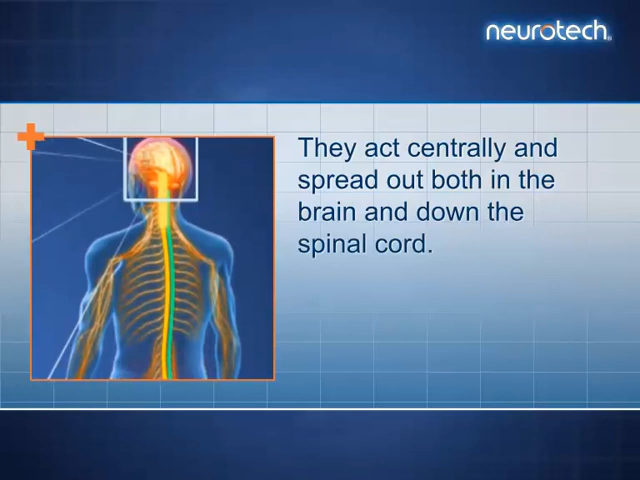 neurotech®
They act centrally and
spread out both in the
brain and down the
spinal cord.